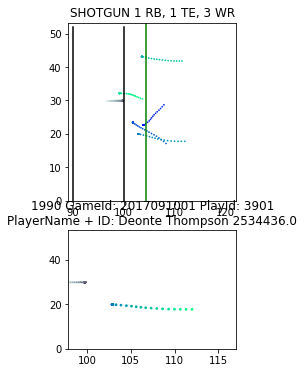 SHOTGUN 1 RB, 1 TE, 3 WR
50
40
30
20
10
0
90 100 110 120
1990 GameId: 2017091001 PlayId: 3901
PlayerName + ID: Deonte Thompson 2534436.0
40
20
0
100 105 110 115